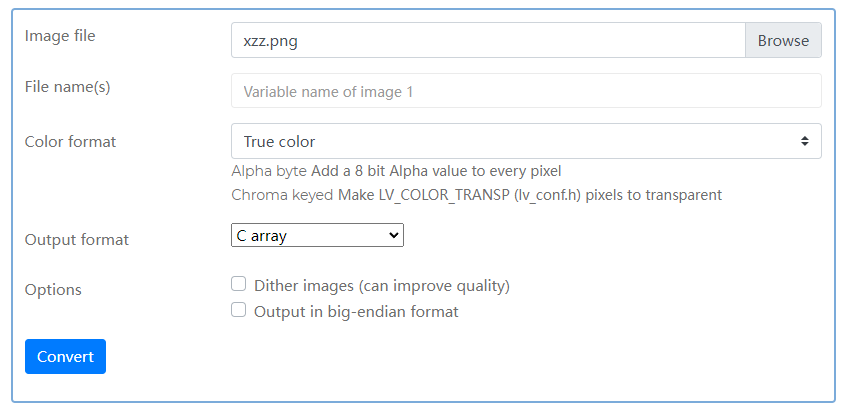 Image file xzz.png Browse
File name(s) Variable name of image 1
Color format True color
Alpha byte Add a 8 bit Alpha value to every pixel
Chroma keyed Make LV_COLOR_TRANSP (lv_conf.h) pixels to transparent
Output format C array
Options Dither images (can improve quality)
Output in big-endian format
Convert